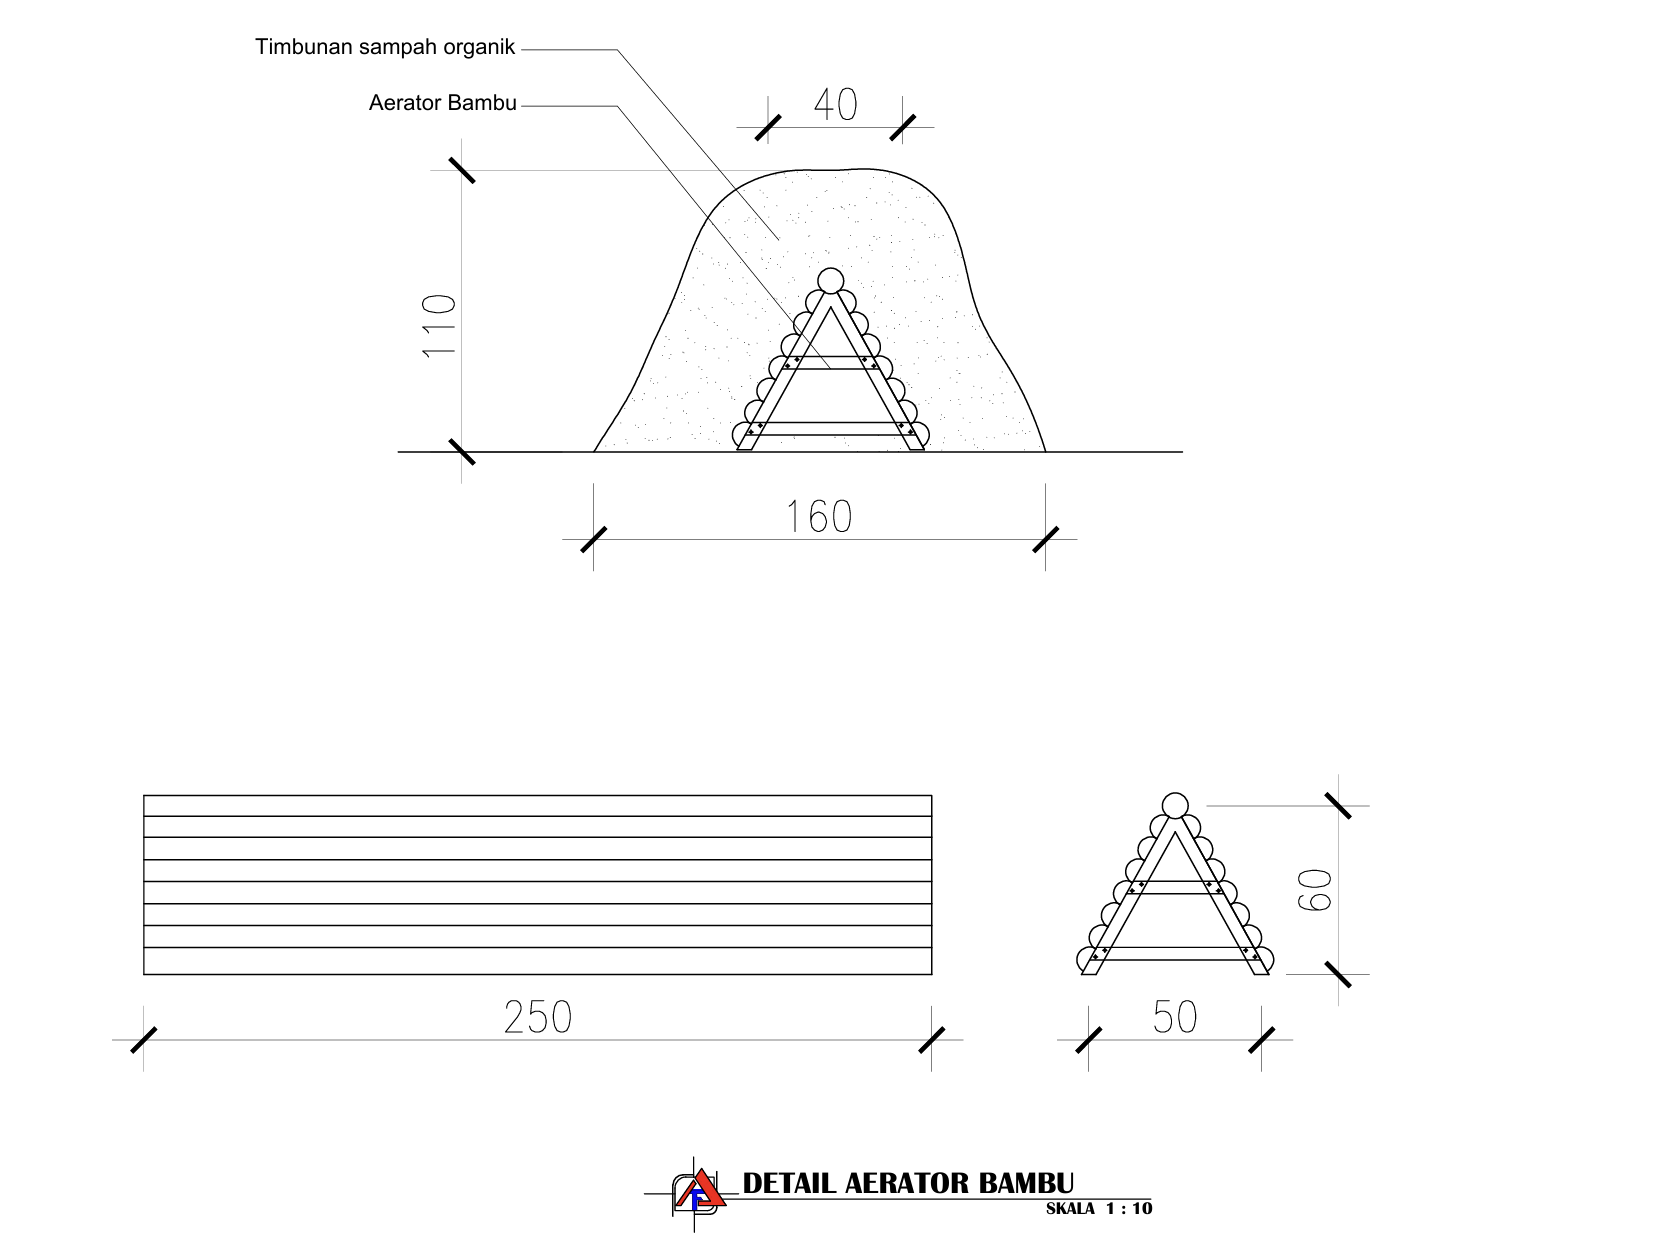 Timbunan sampah organik
Aerator Bambu
40
110
160
250
50
60
DETAIL AERATOR BAMBU
SKALA 1 : 10